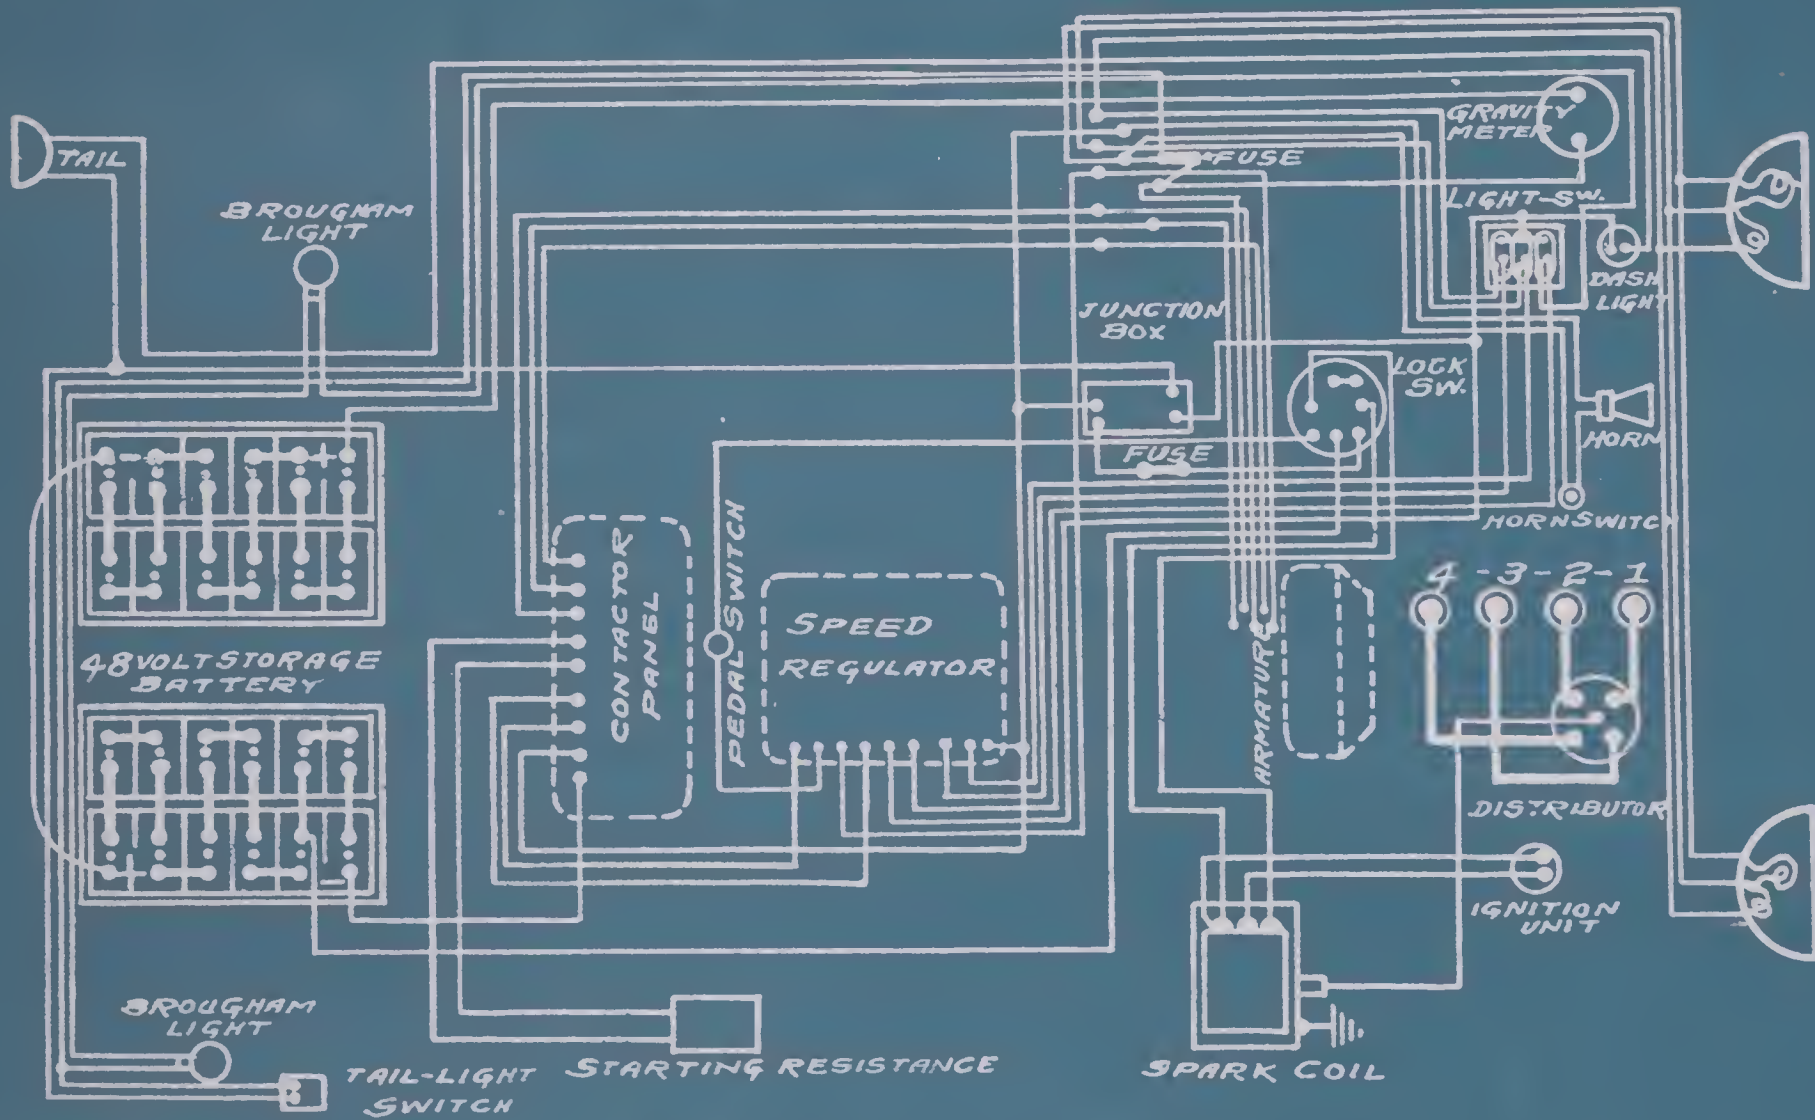 TAIL
BROUGHAM
LIGHT
GRAVITY
METER
FUSE
LIGHT-SW.
DASH
LIGHT
JUNCTION
BOX
LOCK
SW.
HORN
FUSE
HORN SWITCH
48 VOLT STORAGE
BATTERY
CONTACTOR
PANEL
PEDAL SWITCH
SPEED
REGULATOR
ARMATURE
4-3-2-1
DISTRIBUTOR
IGNITION
UNIT
BROUGHAM
LIGHT
TAIL-LIGHT
SWITCH
STARTING RESISTANCE
SPARK COIL